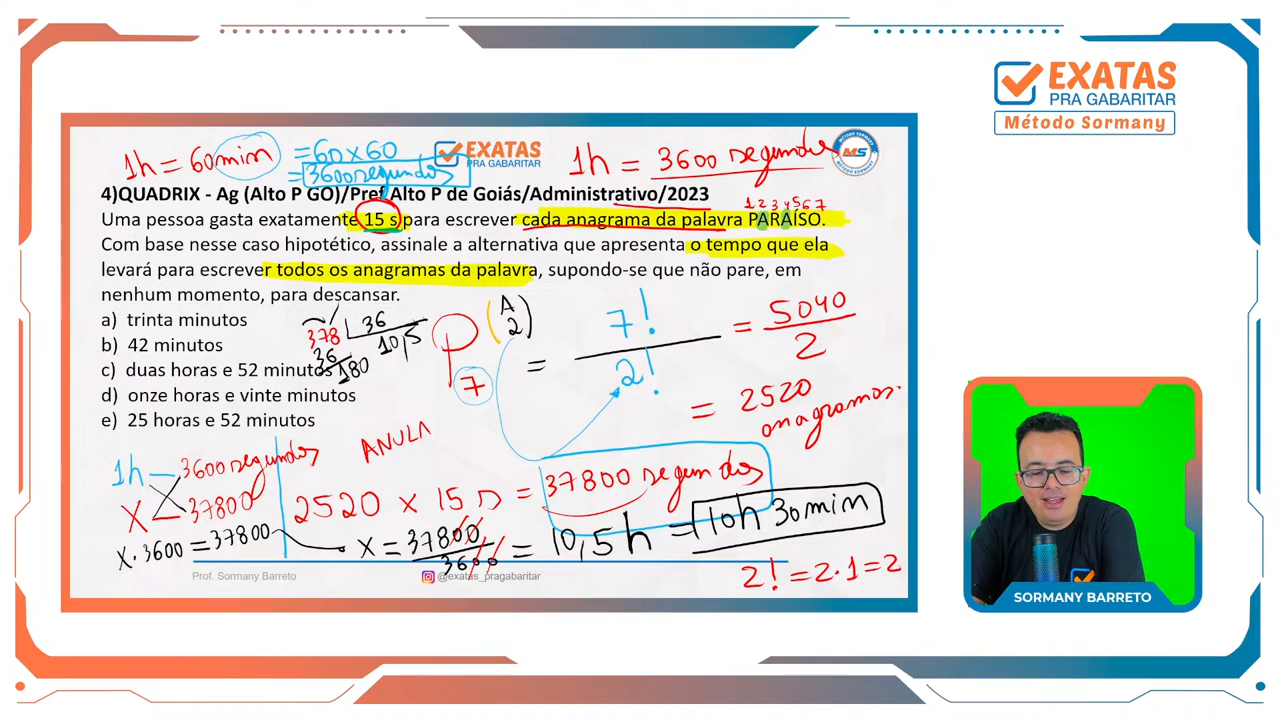 EXATAS
PRA GABARITAR
Método Sormany
1h = 60min = 60x60
= 3600 segundos
EXATAS
PRA GABARITAR
1h = 3600 segundos
MS
4)QUADRIX - Ag (Alto P GO)/Pref Alto P de Goiás/Administrativo/2023
1 2 3 4 5 6 7
Uma pessoa gasta exatamente 15 s para escrever cada anagrama da palavra PARAÍSO.
Com base nesse caso hipotético, assinale a alternativa que apresenta o tempo que ela
levará para escrever todos os anagramas da palavra, supondo-se que não pare, em
nenhum momento, para descansar.
a) trinta minutos
b) 42 minutos
c) duas horas e 52 minutos
d) onze horas e vinte minutos
e) 25 horas e 52 minutos
378 36
36 10,5
180
P 7 (A 2) = 7! / 2! = 5040 / 2
= 2520 anagramas.
ANULA
1h — 3600 segundos
X — 37800
X · 3600 = 37800
2520 x 15 s = 37800 segundos
X = 37800 / 3600 = 10,5h = 10h 30min
2! = 2·1 = 2
Prof. Sormany Barreto
@exatas_pragabaritar
SORMANY BARRETO